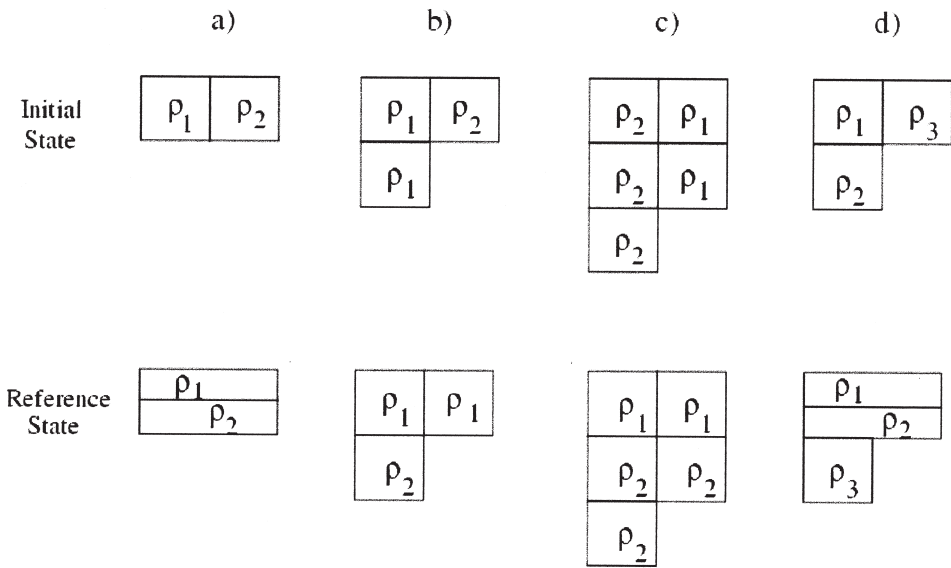 a) b) c) d)
Initial State
ρ1 ρ2 ρ1 ρ2 ρ2 ρ1 ρ1 ρ3
ρ1 ρ2 ρ1 ρ2
ρ2
Reference State
ρ1 ρ1 ρ1 ρ1 ρ1 ρ1
ρ2 ρ2 ρ2 ρ2 ρ2
ρ2 ρ3